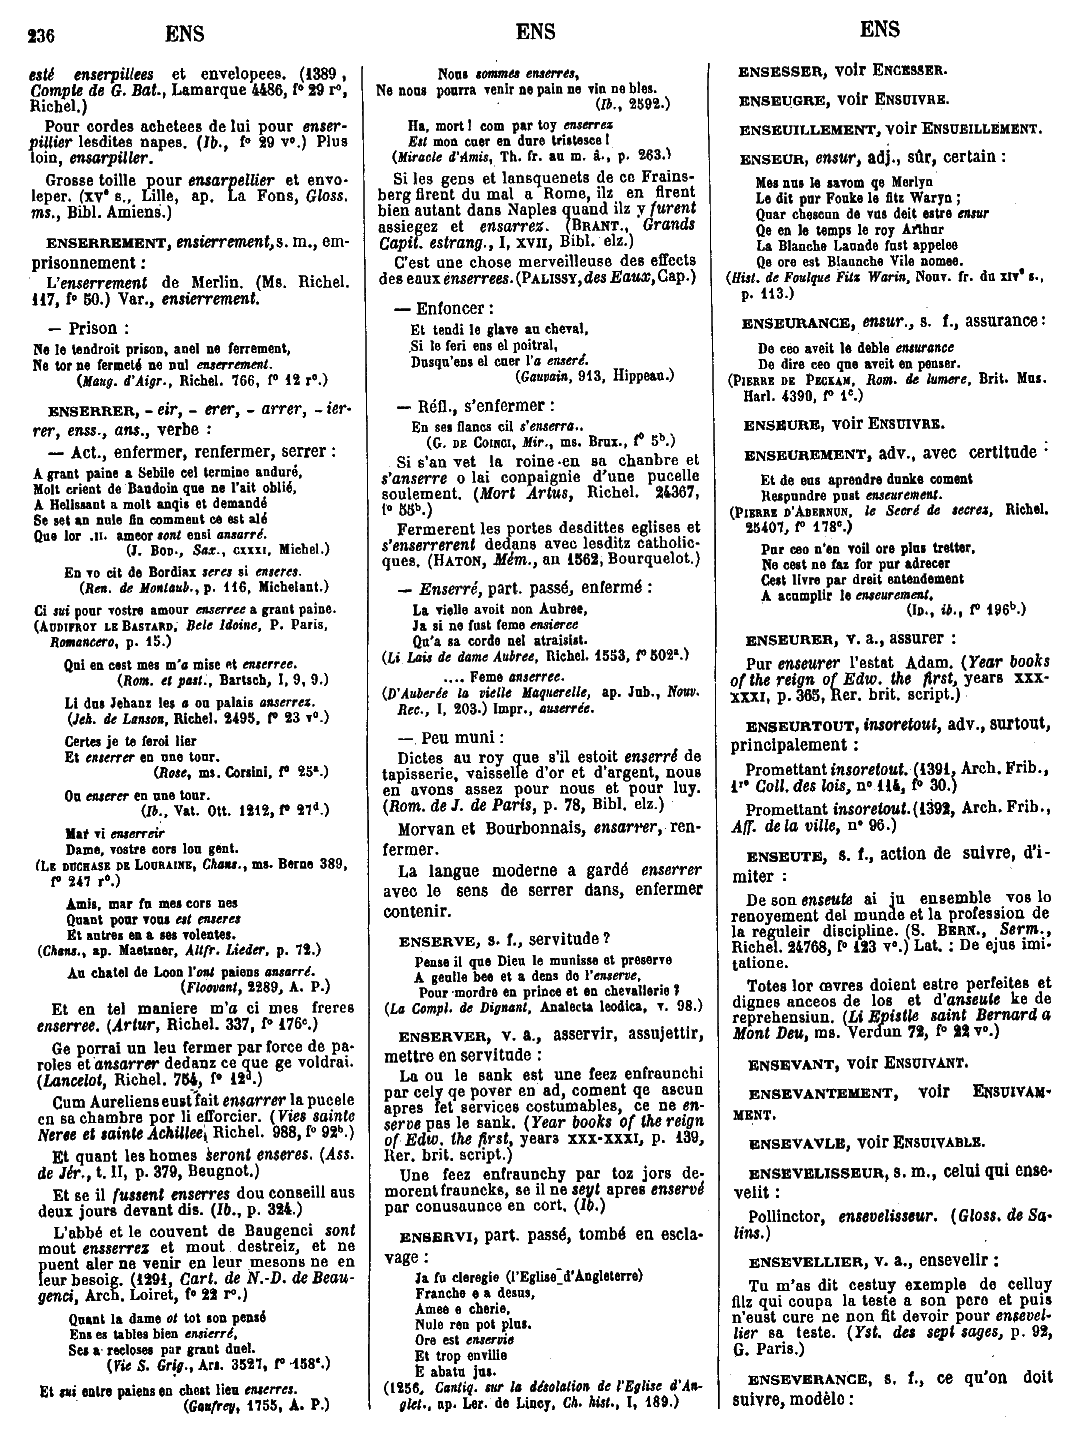 236 ENS ENS ENS
esté enserpillees et envelopees. (1389,
Compte de G. Bat., Lamarque 4486, f° 29 r°,
Richel.)
Pour cordes achetees de lui pour enser-
pillier lesdites napes. (Ib., f° 29 v°.) Plus
loin, ensarpiller.
Grosse toille pour ensarpellier et envo-
leper. (XVe s., Lille, ap. La Fons, Gloss.
ms., Bibl. Amiens.)
ENSERREMENT, ensierrement, s. m., em-
prisonnement :
L'enserrement de Merlin. (Ms. Richel.
117, f° 50.) Var., ensierrement.
— Prison :
Ne le tendroit prison, anel ne ferrement,
Ne tor ne fermeté ne nul enserrement.
(Maug. d'Aigr., Richel. 766, f° 12 r°.)
ENSERRER, - eir, - erer, - arrer, - ier-
rer, enss., ans., verbe :
— Act., enfermer, renfermer, serrer :
A grant paine a Sebile cel termine anduré,
Molt crient de Baudoin que ne l'ait oblié,
A Helissant a molt anqis et demandé
Se set an nule fin comment ce est alé
Que lor .II. ameor sont ensi ansarré.
(J. BOD., Sax., CXXXI, Michel.)
En vo cit de Bordiax seres si enseres.
(Ren. de Montaub., p. 116, Michelant.)
Ci sui pour vostre amour enserree a grant paine.
(AUDIFROY LE BASTARD, Bele Idoine, P. Paris,
Romancero, p. 15.)
Qui en cest mes m'a mise et enserree.
(Rom. et past., Bartsch, I, 9, 9.)
Li dus Jehanz les a ou palais anserrez.
(Jeh. de Lanson, Richel. 2495, f° 23 v°.)
Certes je te feroi lier
Et enserrer en une tour.
(Rose, ms. Corsini, f° 25a.)
Ou enserer en une tour.
(Ib., Vat. Ott. 1212, f° 27d.)
Mar vi enserreir
Dame, vostre cors lou gent.
(LE DUCHASE DE LOURAINE, Chans., ms. Berne 389,
f° 247 r°.)
Amis, mar fu mes cors nes
Quant pour vous est enseres
Et autres en a ses volentes.
(Chans., ap. Maetzner, Altfr. Lieder, p. 72.)
Au chatel de Loon l'ont paiens ansarré.
(Floovant, 2289, A. P.)
Et en tel maniere m'a ci mes freres
enserree. (Artur, Richel. 337, f° 176c.)
Ge porrai un leu fermer par force de pa-
roles et ansarrer dedanz ce que ge voldrai.
(Lancelot, Richel. 754, f° 12d.)
Cum Aureliens eust fait ensarrer la pucele
en sa chambre por li efforcier. (Vies sainte
Neree et sainte Achillee, Richel. 988, f° 92b.)
Et quant les homes seront enseres. (Ass.
de Jér., t. II, p. 379, Beugnot.)
Et se il fussent enserres dou conseill aus
deux jours devant dis. (Ib., p. 324.)
L'abbé et le couvent de Baugenci sont
mout ensserrez et mout destreiz, et ne
puent aler ne venir en leur mesons ne en
leur besoig. (1291, Cart. de N.-D. de Beau-
genci, Arch. Loiret, f° 22 r°.)
Quant la dame ot tot son pensé
En s es tables bien ensierré,
Ses a recloses par grant duel.
(Vie S. Grig., Ars. 3527, f° 158c.)
Et sui entre paiens en chest lieu enserres.
(Gaufrey, 1755, A. P.)
Nous sommes enserres,
Ne nous pourra venir ne pain ne vin ne bles.
(Ib., 2592.)
Ha, mort ! com par toy enserrez
Est mon cuer en dure tristesce !
(Miracle d'Amis, Th. fr. au m. â., p. 263.)
Si les gens et lansquenets de ce Frains-
berg firent du mal a Rome, ilz en firent
bien autant dans Naples quand ilz y furent
assiegez et ensarrez. (BRANT., Grands
Capit. estrang., I, XVII, Bibl. elz.)
C'est une chose merveilleuse des effects
des eaux enserrees. (PALISSY, des Eaux, Cap.)
— Enfoncer :
Et tendi le glave au cheval,
Si le feri ens el poitral,
Dusqu'ens el cuer l'a enseré.
(Gauvain, 913, Hippeau.)
— Réfl., s'enfermer :
En ses flancs cil s'enserra..
(G. DE COINCI, Mir., ms. Brux., f° 5b.)
Si s'an vet la roine en sa chanbre et
s'anserre o lai conpaignie d'une pucelle
soulement. (Mort Artus, Richel. 24367,
f° 55b.)
Fermerent les portes desdittes eglises et
s'enserrerent dedans avec lesditz catholic-
ques. (HATON, Mém., an 1562, Bourquelot.)
— Enserré, part. passé, enfermé :
La vielle avoit non Aubree,
Ja si ne fust feme ensieree
Qu'a sa corde nel atraisist.
(Li Lais de dame Aubree, Richel. 1553, f° 502a.)
.... Feme anserree.
(D'Auberée la vielle Maquerelle, ap. Jub., Nouv.
Rec., I, 203.) Impr., auserrée.
— Peu muni :
Dictes au roy que s'il estoit enserré de
tapisserie, vaisselle d'or et d'argent, nous
en avons assez pour nous et pour luy.
(Rom. de J. de Paris, p. 78, Bibl. elz.)
Morvan et Bourbonnais, ensarrer, ren-
fermer.
La langue moderne a gardé enserrer
avec le sens de serrer dans, enfermer
contenir.
ENSERVE, s. f., servitude ?
Pense il que Dieu le munisse et preserve
A geulle bee et a dens de l'enserve,
Pour mordre en prince et en chevallerie ?
(La Compl. de Dignant, Analecta leodica, v. 98.)
ENSERVER, v. a., asservir, assujettir,
mettre en servitude :
La ou le sank est une feez enfraunchi
par cely qe pover en ad, coment qe ascun
apres fet services costumables, ce ne en-
serve pas le sank. (Year books of the reign
of Edw. the first, years XXX-XXXI, p. 139,
Rer. brit. script.)
Une feez enfraunchy par toz jors de-
morent frauncks, se il ne seyt apres enservé
par conusaunce en cort. (Ib.)
ENSERVI, part. passé, tombé en escla-
vage :
Ja fu clergie (l'Eglise d'Angleterre)
Franche e a desus,
Amee e cherie,
Nule ren pot plus.
Ore est enservie
Et trop envilie
E abatu jus.
(1256, Cantiq. sur la désolation de l'Eglise d'An-
glet., ap. Ler. de Lincy, Ch. hist., I, 189.)
ENSESSER, voir ENCESSER.
ENSEUGRE, voir ENSUIVRE.
ENSEUILLEMENT, voir ENSUEILLEMENT.
ENSEUR, ensur, adj., sûr, certain :
Mes nus le savom qe Merlyn
Le dit pur Fouke le fitz Waryn ;
Quar chescun de vus deit estre ensur
Qe en le temps le roy Arthur
La Blanche Launde fust appelee
Qe ore est Blaunche Vile nomee.
(Hist. de Foulque Fitz Warin, Nouv. fr. du XIVe s.,
p. 113.)
ENSEURANCE, ensur., s. f., assurance :
De ceo aveit le deble ensurance
De dire ceo que aveit en penser.
(PIERRE DE PECKAM, Rom. de lumere, Brit. Mus.
Harl. 4390, f° 1c.)
ENSEURE, voir ENSUIVRE.
ENSEUREMENT, adv., avec certitude :
Et de eus aprendre dunke coment
Respundre pust enseurement.
(PIERRE D'ABERNUN, le Secré de secrez, Richel.
25407, f° 178c.)
Pur ceo n'en voil ore plus tretter,
Ne cest ne faz for pur adrecer
Cest livre par dreit entendement
A acumplir le enseurement.
(ID., ib., f° 196b.)
ENSEURER, v. a., assurer :
Pur enseurer l'estat Adam. (Year books
of the reign of Edw. the first, years XXX-
XXXI, p. 365, Rer. brit. script.)
ENSEURTOUT, insoretout, adv., surtout,
principalement :
Promettant insoretout. (1391, Arch. Frib.,
1re Coll. des lois, n° 114, f° 30.)
Promettant insoretout. (1392, Arch. Frib.,
Aff. de la ville, n° 96.)
ENSEUTE, s. f., action de suivre, d'i-
miter :
De son enseute ai ju ensemble vos lo
renoyement del munde et la profession de
la reguleir discipline. (S. BERN., Serm.,
Richel. 24768, f° 123 v°.) Lat. : De ejus imi-
tatione.
Totes lor œvres doient estre perfeites et
dignes anceos de los et d'anseute ke de
reprehensiun. (Li Epistle saint Bernard a
Mont Deu, ms. Verdun 72, f° 22 v°.)
ENSEVANT, voir ENSUIVANT.
ENSEVANTEMENT, voir ENSUIVAM-
MENT.
ENSEVAVLE, voir ENSUIVABLE.
ENSEVELISSEUR, s. m., celui qui ense-
velit :
Pollinctor, ensevelisseur. (Gloss. de Sa-
lins.)
ENSEVELLIER, v. a., ensevelir :
Tu m'as dit cestuy exemple de celluy
filz qui coupa la teste a son pere et puis
n'eust cure ne non fit devoir pour ensevel-
lier sa teste. (Yst. des sept sages, p. 92,
G. Paris.)
ENSEVERANCE, s. f., ce qu'on doit
suivre, modèle :